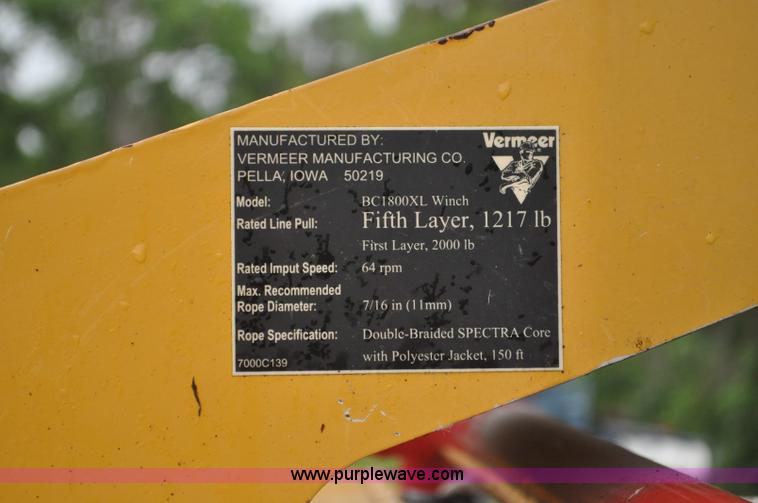 MANUFACTURED BY:
Vermeer
VERMEER MANUFACTURING CO.
PELLA, IOWA 50219
Model: BC1800XL Winch
Rated Line Pull: Fifth Layer, 1217 lb
First Layer, 2000 lb
Rated Imput Speed: 64 rpm
Max. Recommended
Rope Diameter: 7/16 in (11mm)
Rope Specification: Double-Braided SPECTRA Core
with Polyester Jacket, 150 ft
7000C139
www.purplewave.com